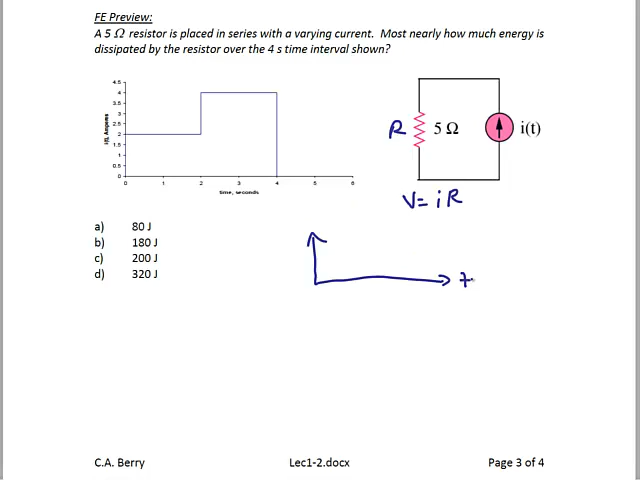 FE Preview:
A 5 Ω resistor is placed in series with a varying current. Most nearly how much energy is
dissipated by the resistor over the 4 s time interval shown?
4.5
4
3.5
3
2.5
2
1.5
1
0.5
0
i(t), Amperes
0 1 2 3 4 5 6
time, seconds
R 5 Ω i(t)
V= iR
a) 80 J
b) 180 J
c) 200 J
d) 320 J
t
C.A. Berry Lec1-2.docx Page 3 of 4